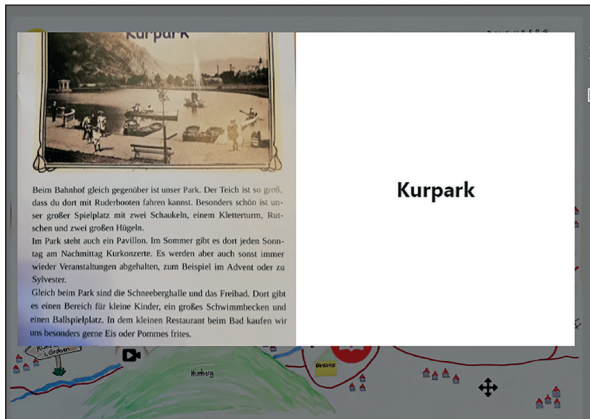 Kurpark
Beim Bahnhof gleich gegenüber ist unser Park. Der Teich ist so groß,
dass du dort mit Ruderbooten fahren kannst. Besonders schön ist un-
ser großer Spielplatz mit zwei Schaukeln, einem Kletterturm, Rut-
schen und zwei großen Hügeln.
Im Park steht auch ein Pavillon. Im Sommer gibt es dort jeden Sonn-
tag am Nachmittag Kurkonzerte. Es werden aber auch sonst immer
wieder Veranstaltungen abgehalten, zum Beispiel im Advent oder zu
Sylvester.
Gleich beim Park sind die Schneeberghalle und das Freibad. Dort gibt
es einen Bereich für kleine Kinder, ein großes Schwimmbecken und
einen Ballspielplatz. In dem kleinen Restaurant beim Bad kaufen wir
uns besonders gerne Eis oder Pommes frites.
Kurpark